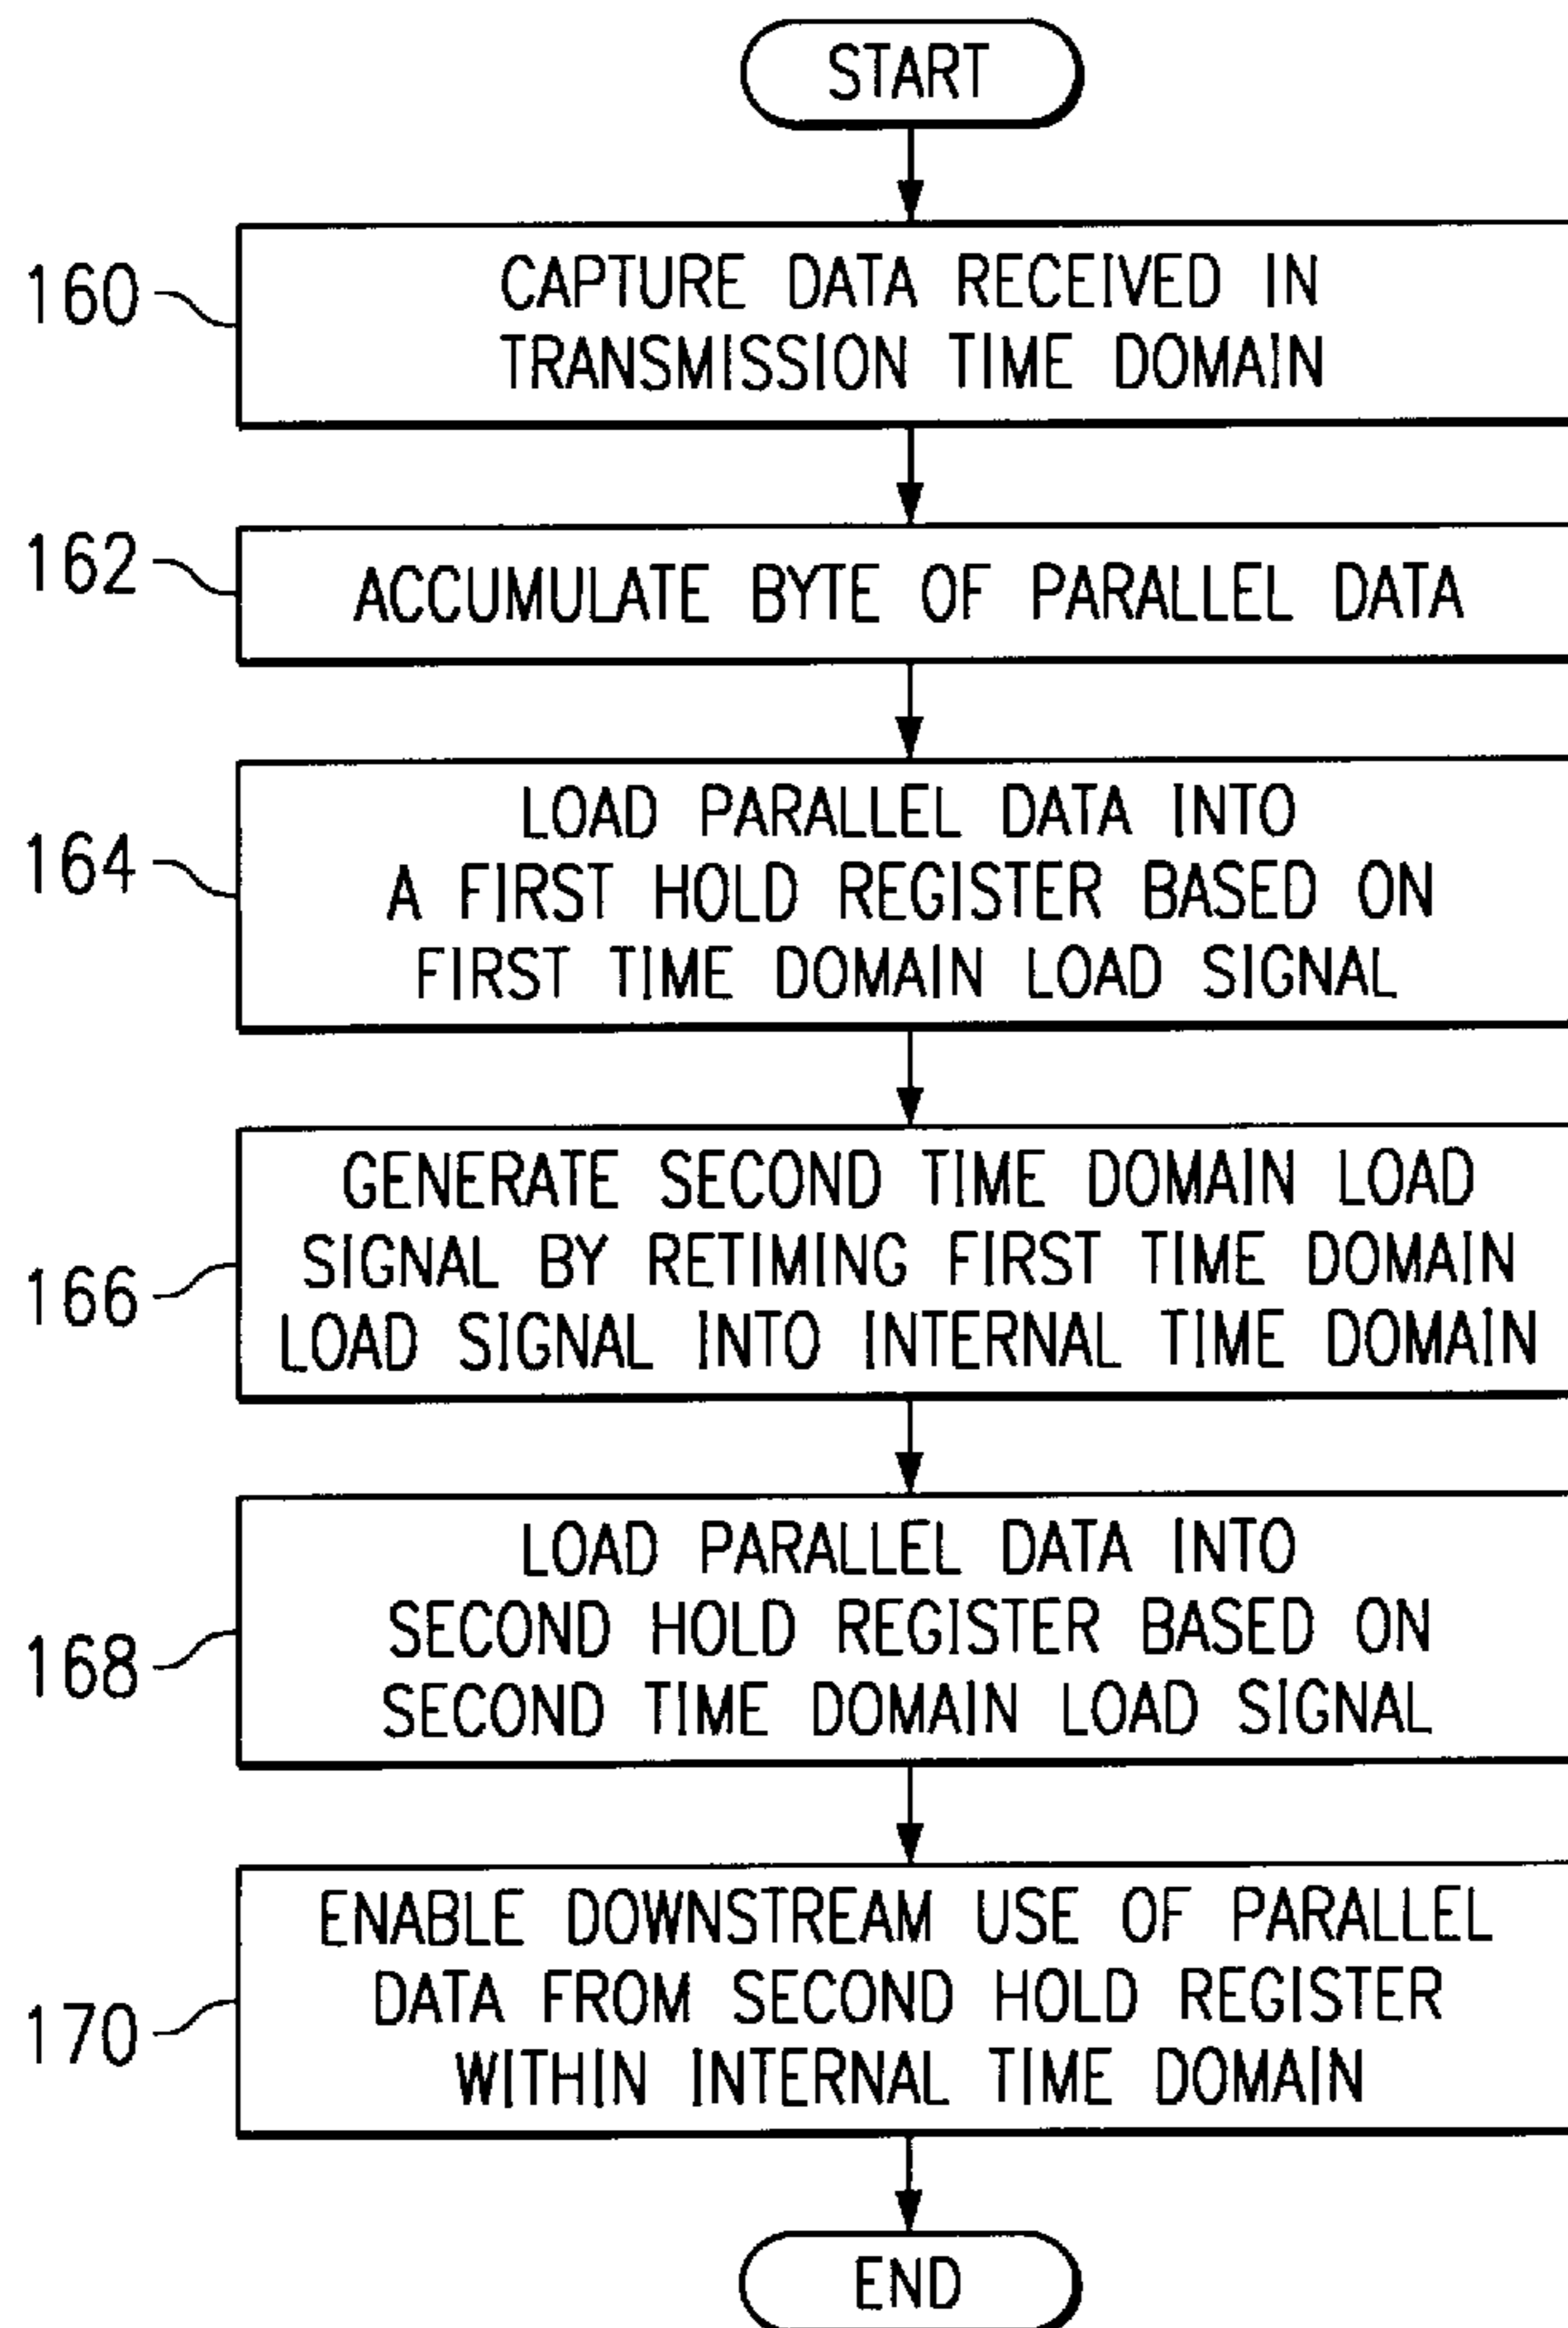 START
160
CAPTURE DATA RECEIVED IN
TRANSMISSION TIME DOMAIN
162
ACCUMULATE BYTE OF PARALLEL DATA
164
LOAD PARALLEL DATA INTO
A FIRST HOLD REGISTER BASED ON
FIRST TIME DOMAIN LOAD SIGNAL
166
GENERATE SECOND TIME DOMAIN LOAD
SIGNAL BY RETIMING FIRST TIME DOMAIN
LOAD SIGNAL INTO INTERNAL TIME DOMAIN
168
LOAD PARALLEL DATA INTO
SECOND HOLD REGISTER BASED ON
SECOND TIME DOMAIN LOAD SIGNAL
170
ENABLE DOWNSTREAM USE OF PARALLEL
DATA FROM SECOND HOLD REGISTER
WITHIN INTERNAL TIME DOMAIN
END